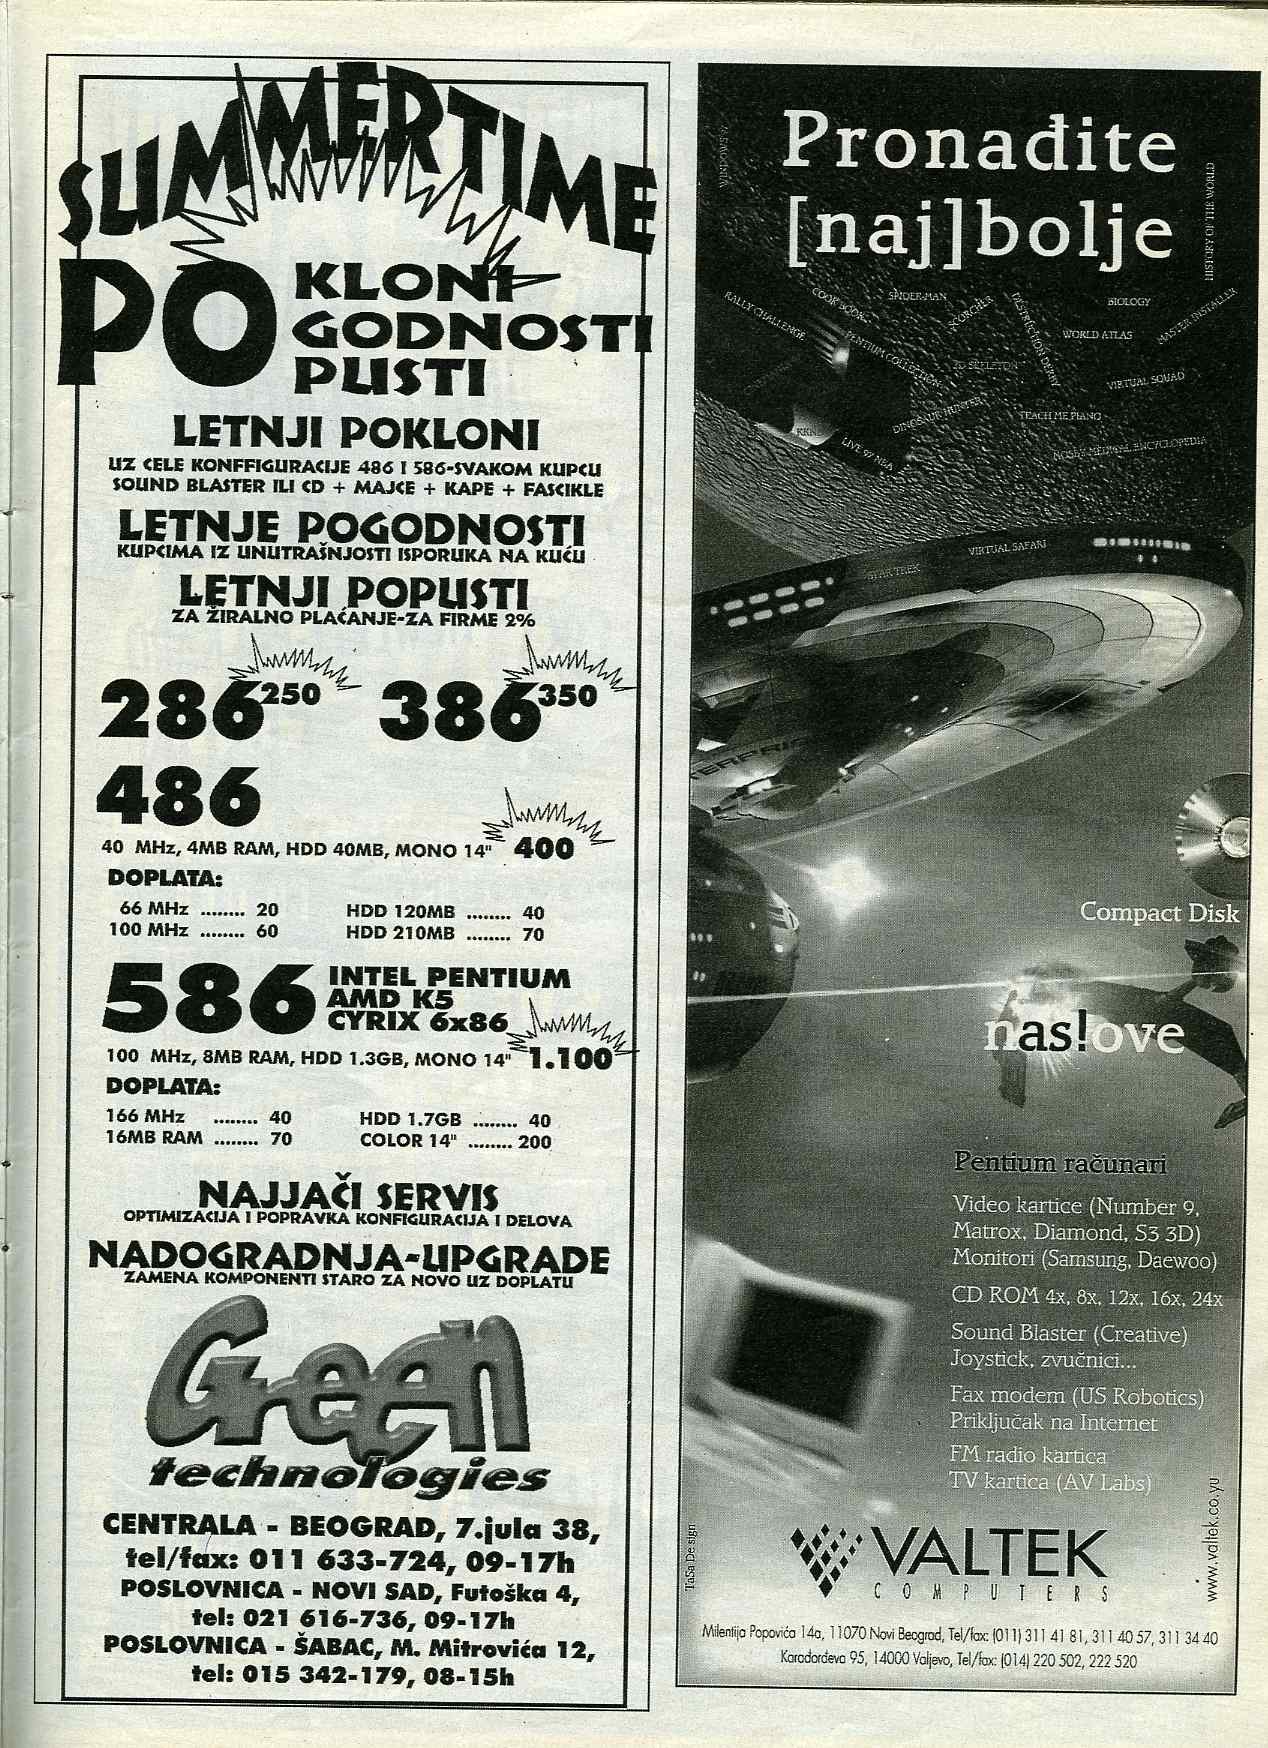 SUMMERTIME
PO
KLONI
GODNOSTI
PUSTI
LETNJI POKLONI
UZ CELE KONFFIGURACIJE 486 I 586-SVAKOM KUPCU
SOUND BLASTER ILI CD + MAJCE + KAPE + FASCIKLE
LETNJE POGODNOSTI
KUPCIMA IZ UNUTRAŠNJOSTI ISPORUKA NA KUĆU
LETNJI POPUSTI
ZA ŽIRALNO PLAĆANJE-ZA FIRME 2%
286 250 386 350
486
40 MHz, 4MB RAM, HDD 40MB, MONO 14" 400
DOPLATA:
66 MHz ........ 20 HDD 120MB ........ 40
100 MHz ........ 60 HDD 210MB ........ 70
586 INTEL PENTIUM
AMD K5
CYRIX 6x86
100 MHz, 8MB RAM, HDD 1.3GB, MONO 14" 1.100
DOPLATA:
166 MHz ........ 40 HDD 1.7GB ........ 40
16MB RAM ........ 70 COLOR 14" ........ 200
NAJJAČI SERVIS
OPTIMIZACIJA I POPRAVKA KONFIGURACIJA I DELOVA
NADOGRADNJA-UPGRADE
ZAMENA KOMPONENTI STARO ZA NOVO UZ DOPLATU
Green
technologies
CENTRALA - BEOGRAD, 7.jula 38,
tel/fax: 011 633-724, 09-17h
POSLOVNICA - NOVI SAD, Futoška 4,
tel: 021 616-736, 09-17h
POSLOVNICA - ŠABAC, M. Mitrovića 12,
tel: 015 342-179, 08-15h
Pronađite
[naj]bolje
WINDOWS 97
HISTORY OF THE WORLD
RALLY CHALLENGE
COOK BOOK
SPIDER-MAN
SCORCHER
DESTRUCTION DERBY
BIOLOGY
MASTER INSTALLER
WORLD ATLAS
PENTIUM COLLECTION
3D SKELETON
VIRTUAL SQUAD
DINOSAUR HUNTER
TEACH ME PIANO
KKND
LIVE 97 NBA
MOSBY MEDICAL ENCYCLOPEDIA
STAR TREK
VIRTUAL SAFARI
Compact Disk
nas!ove
Pentium računari
Video kartice (Number 9,
Matrox, Diamond, S3 3D)
Monitori (Samsung, Daewoo)
CD ROM 4x, 8x, 12x, 16x, 24x
Sound Blaster (Creative)
Joystick, zvučnici...
Fax modem (US Robotics)
Priključak na Internet
FM radio kartica
TV kartica (AV Labs)
TaSa Design
www.valtek.co.yu
VALTEK
COMPUTERS
Milentija Popovića 14a, 11070 Novi Beograd, Tel/fax: (011) 311 41 81, 311 40 57, 311 34 40
Karađorđeva 95, 14000 Valjevo, Tel/fax: (014) 220 502, 222 520